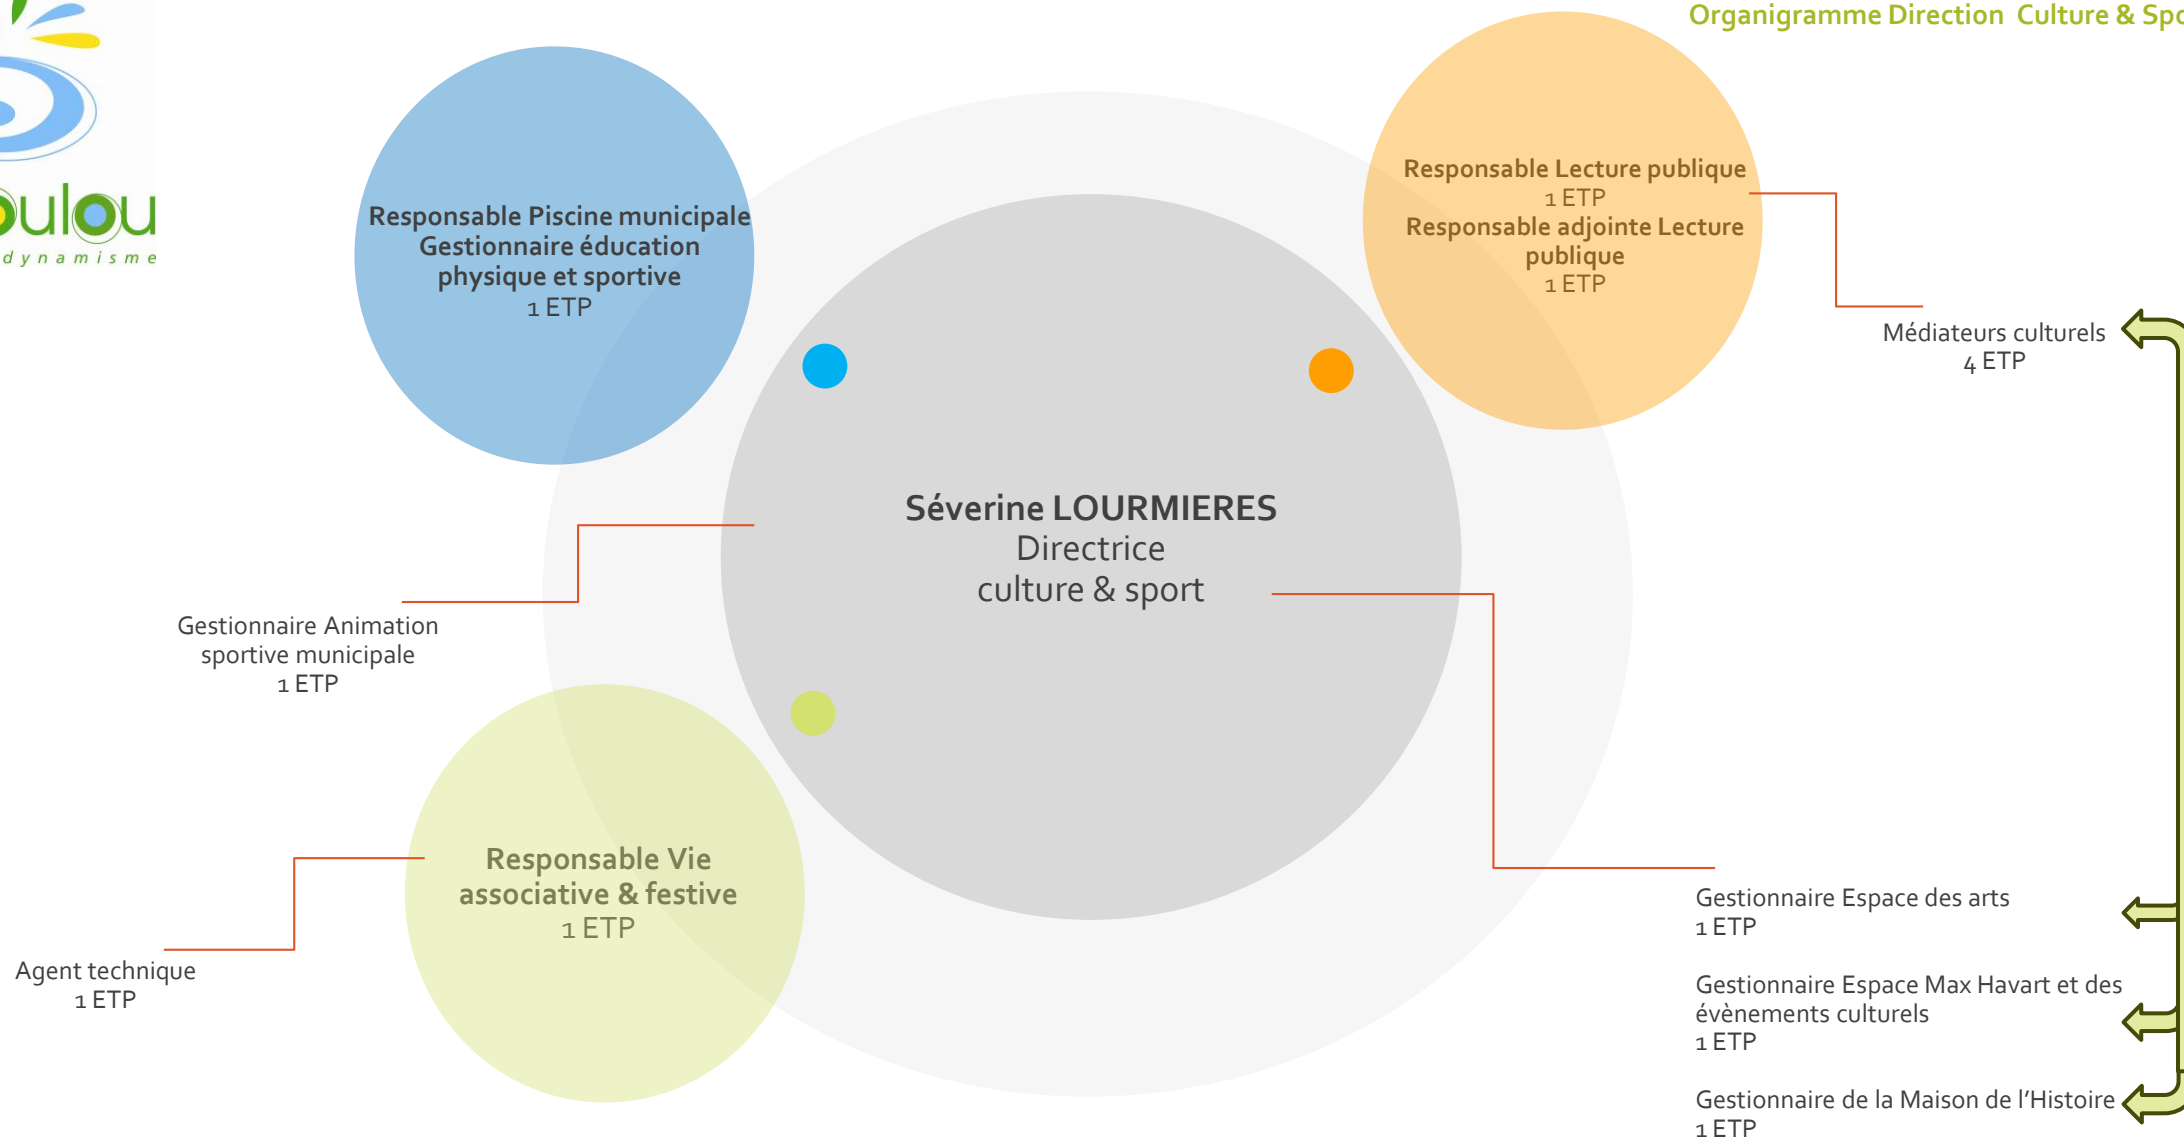 Organigramme Direction Culture & Spo
oulou
dynamisme
Responsable Piscine municipale
Gestionnaire éducation
physique et sportive
1 ETP
Responsable Lecture publique
1 ETP
Responsable adjointe Lecture
publique
1 ETP
Médiateurs culturels
4 ETP
Séverine LOURMIERES
Directrice
culture & sport
Gestionnaire Animation
sportive municipale
1 ETP
Responsable Vie
associative & festive
1 ETP
Agent technique
1 ETP
Gestionnaire Espace des arts
1 ETP
Gestionnaire Espace Max Havart et des
évènements culturels
1 ETP
Gestionnaire de la Maison de l’Histoire
1 ETP